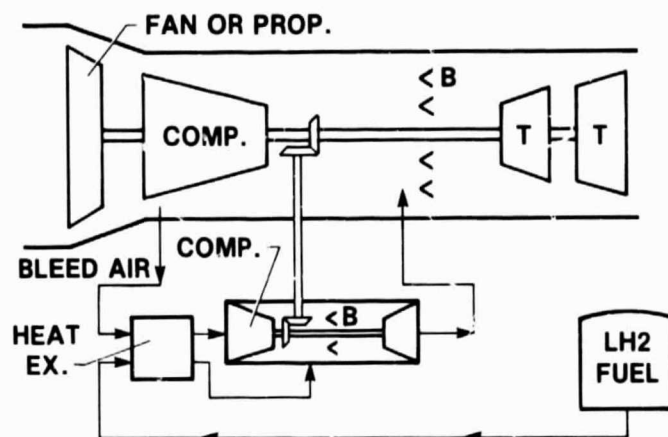 FAN OR PROP.
< B
<
COMP.
T
T
<
<
COMP.
BLEED AIR
< B
<
HEAT
EX.
LH2
FUEL